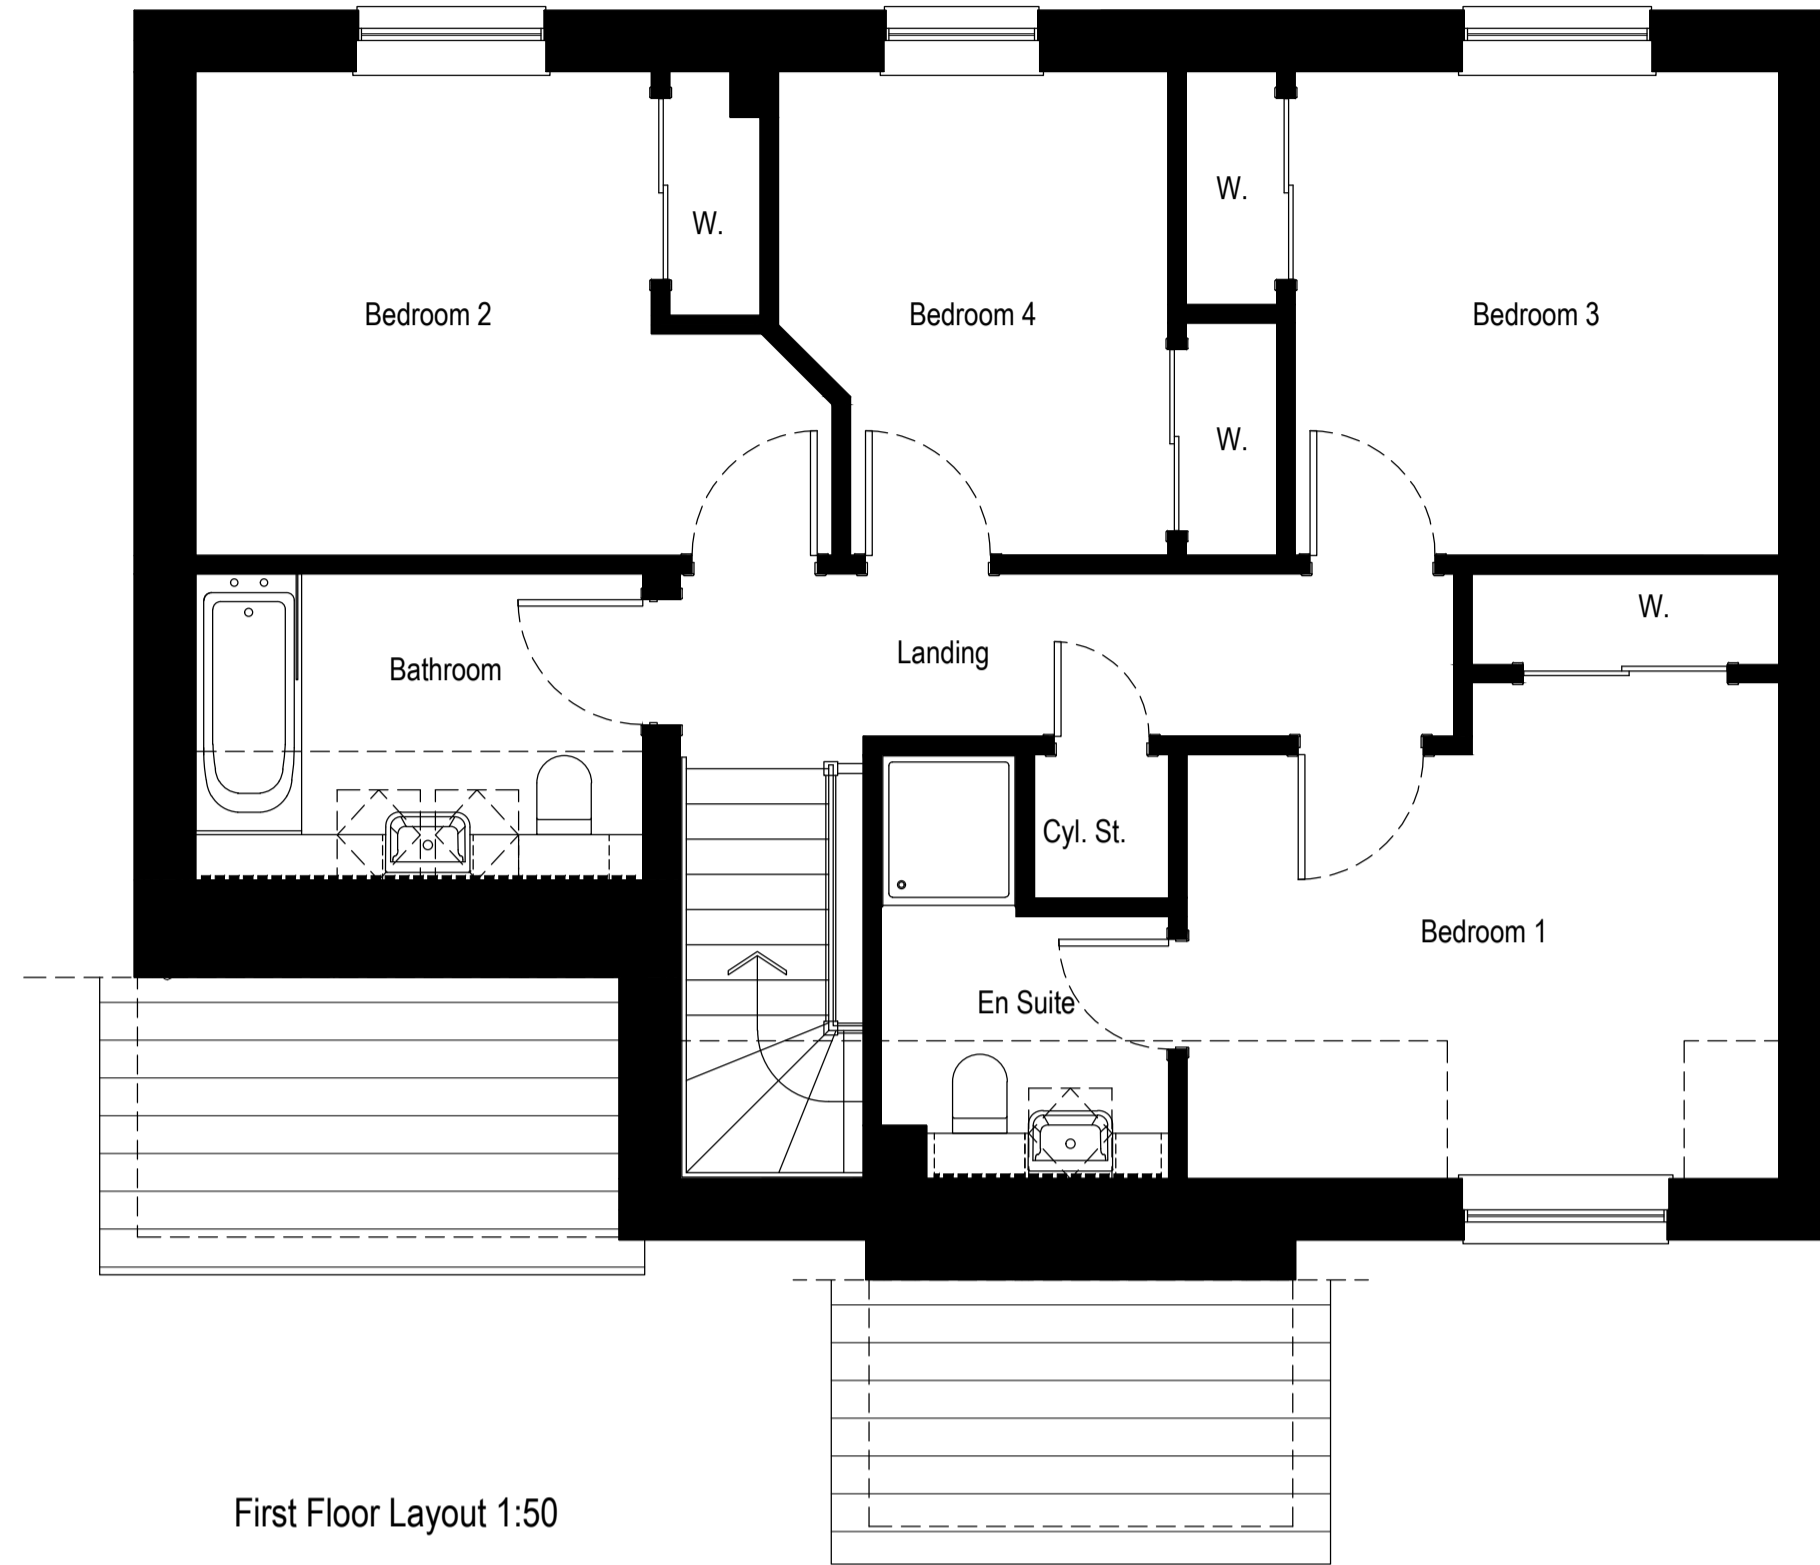 W.
W.
Bedroom 2
Bedroom 4
Bedroom 3
W.
W.
Bathroom
Landing
Cyl. St.
Bedroom 1
En Suite
First Floor Layout 1:50